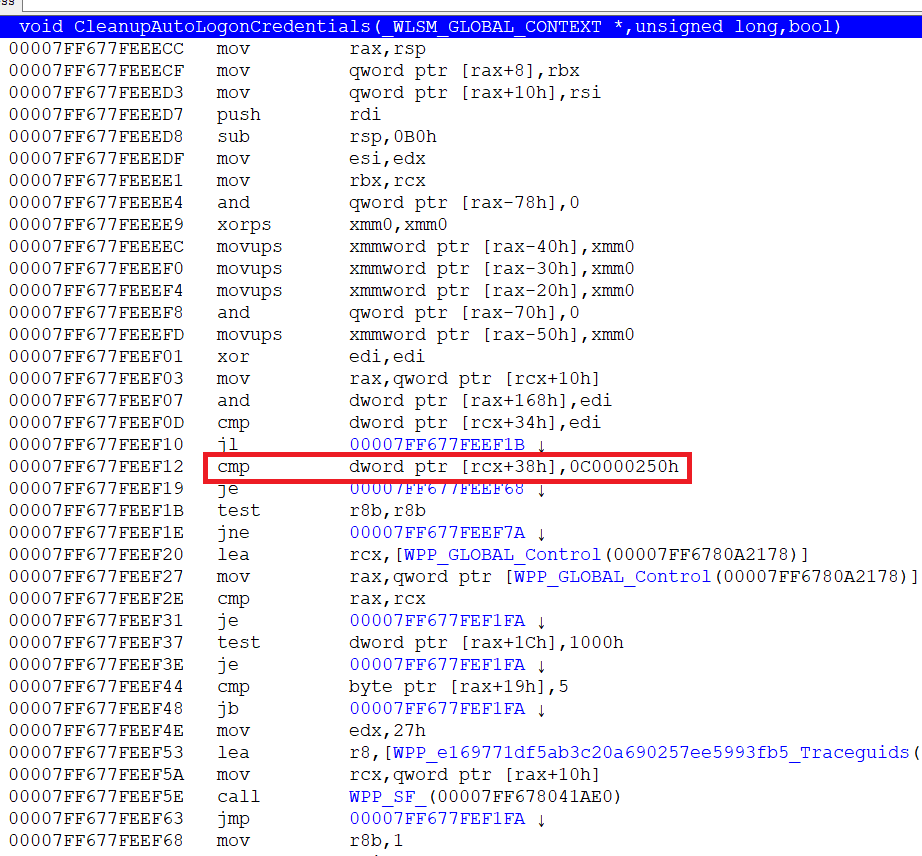 void CleanupAutoLogonCredentials(_WLSM_GLOBAL_CONTEXT *,unsigned long,bool)
00007FF677FEEECC mov rax,rsp
00007FF677FEEECF mov qword ptr [rax+8],rbx
00007FF677FEEED3 mov qword ptr [rax+10h],rsi
00007FF677FEEED7 push rdi
00007FF677FEEED8 sub rsp,0B0h
00007FF677FEEEDF mov esi,edx
00007FF677FEEEE1 mov rbx,rcx
00007FF677FEEEE4 and qword ptr [rax-78h],0
00007FF677FEEEE9 xorps xmm0,xmm0
00007FF677FEEEEC movups xmmword ptr [rax-40h],xmm0
00007FF677FEEEF0 movups xmmword ptr [rax-30h],xmm0
00007FF677FEEEF4 movups xmmword ptr [rax-20h],xmm0
00007FF677FEEEF8 and qword ptr [rax-70h],0
00007FF677FEEEFD movups xmmword ptr [rax-50h],xmm0
00007FF677FEEF01 xor edi,edi
00007FF677FEEF03 mov rax,qword ptr [rcx+10h]
00007FF677FEEF07 and dword ptr [rax+168h],edi
00007FF677FEEF0D cmp dword ptr [rcx+34h],edi
00007FF677FEEF10 jl 00007FF677FEEF1B ↓
00007FF677FEEF12 cmp dword ptr [rcx+38h],0C0000250h
00007FF677FEEF19 je 00007FF677FEEF68 ↓
00007FF677FEEF1B test r8b,r8b
00007FF677FEEF1E jne 00007FF677FEEF7A ↓
00007FF677FEEF20 lea rcx,[WPP_GLOBAL_Control(00007FF6780A2178)]
00007FF677FEEF27 mov rax,qword ptr [WPP_GLOBAL_Control(00007FF6780A2178)]
00007FF677FEEF2E cmp rax,rcx
00007FF677FEEF31 je 00007FF677FEF1FA ↓
00007FF677FEEF37 test dword ptr [rax+1Ch],1000h
00007FF677FEEF3E je 00007FF677FEF1FA ↓
00007FF677FEEF44 cmp byte ptr [rax+19h],5
00007FF677FEEF48 jb 00007FF677FEF1FA ↓
00007FF677FEEF4E mov edx,27h
00007FF677FEEF53 lea r8,[WPP_e169771df5ab3c20a690257ee5993fb5_Traceguids(
00007FF677FEEF5A mov rcx,qword ptr [rax+10h]
00007FF677FEEF5E call WPP_SF_(00007FF678041AE0)
00007FF677FEEF63 jmp 00007FF677FEF1FA ↓
00007FF677FEEF68 mov r8b,1